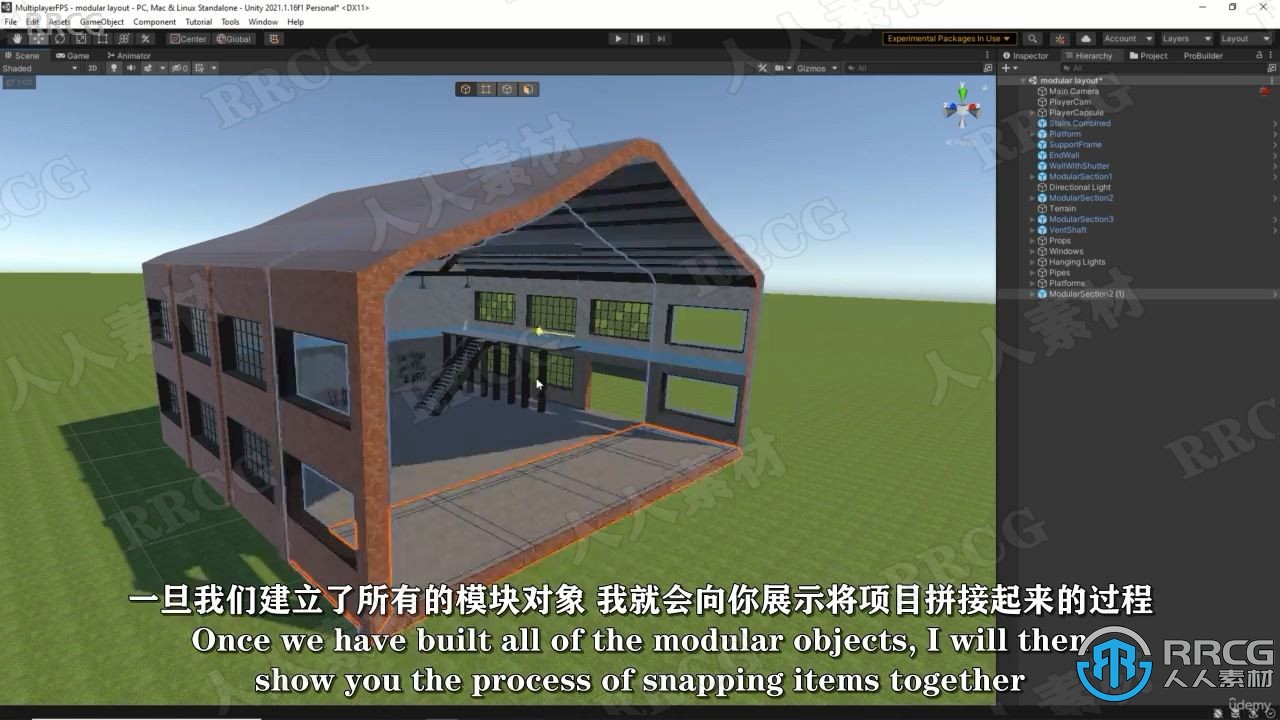 MultiplayerFPS - modular layout - PC, Mac & Linux Standalone - Unity 2021.1.16f1 Personal* <DX11>
File Edit Assets GameObject Component Tutorial Tools Window Help
Center Global Experimental Packages In Use Account Layers Layout
Scene Game Animator Inspector Hierarchy Project ProBuilder
Shaded 2D 0 Gizmos All All
grids
modular layout*
Main Camera
PlayerCam
PlayerCapsule
Stairs Combined
Platform
SupportFrame
EndWall
WallWithShutter
ModularSection1
Directional Light
ModularSection2
Terrain
ModularSection3
VentShaft
Props
Windows
Hanging Lights
Pipes
Platforms
ModularSection2 (1)
y
Persp
一旦我们建立了所有的模块对象 我就会向你展示将项目拼接起来的过程
Once we have built all of the modular objects, I will then
show you the process of snapping items together
RRCG
人人素材
ûdemy